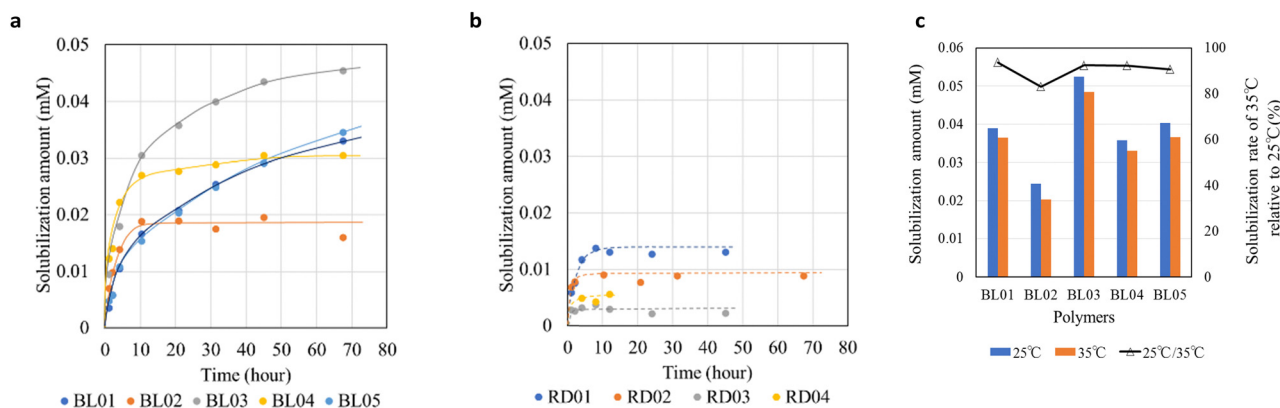 a
Solubilization amount (mM)
0.05
0.04
0.03
0.02
0.01
0
0 10 20 30 40 50 60 70 80
Time (hour)
BL01 BL02 BL03 BL04 BL05
b
Solubilization amount (mM)
0.05
0.04
0.03
0.02
0.01
0
0 10 20 30 40 50 60 70 80
Time (hour)
RD01 RD02 RD03 RD04
c
Solubilization amount (mM)
0.06
0.05
0.04
0.03
0.02
0.01
0
100
80
60
40
20
0
Solubilization rate of 35℃
relative to 25℃(%)
BL01 BL02 BL03 BL04 BL05
Polymers
25℃ 35℃ 25℃/35℃